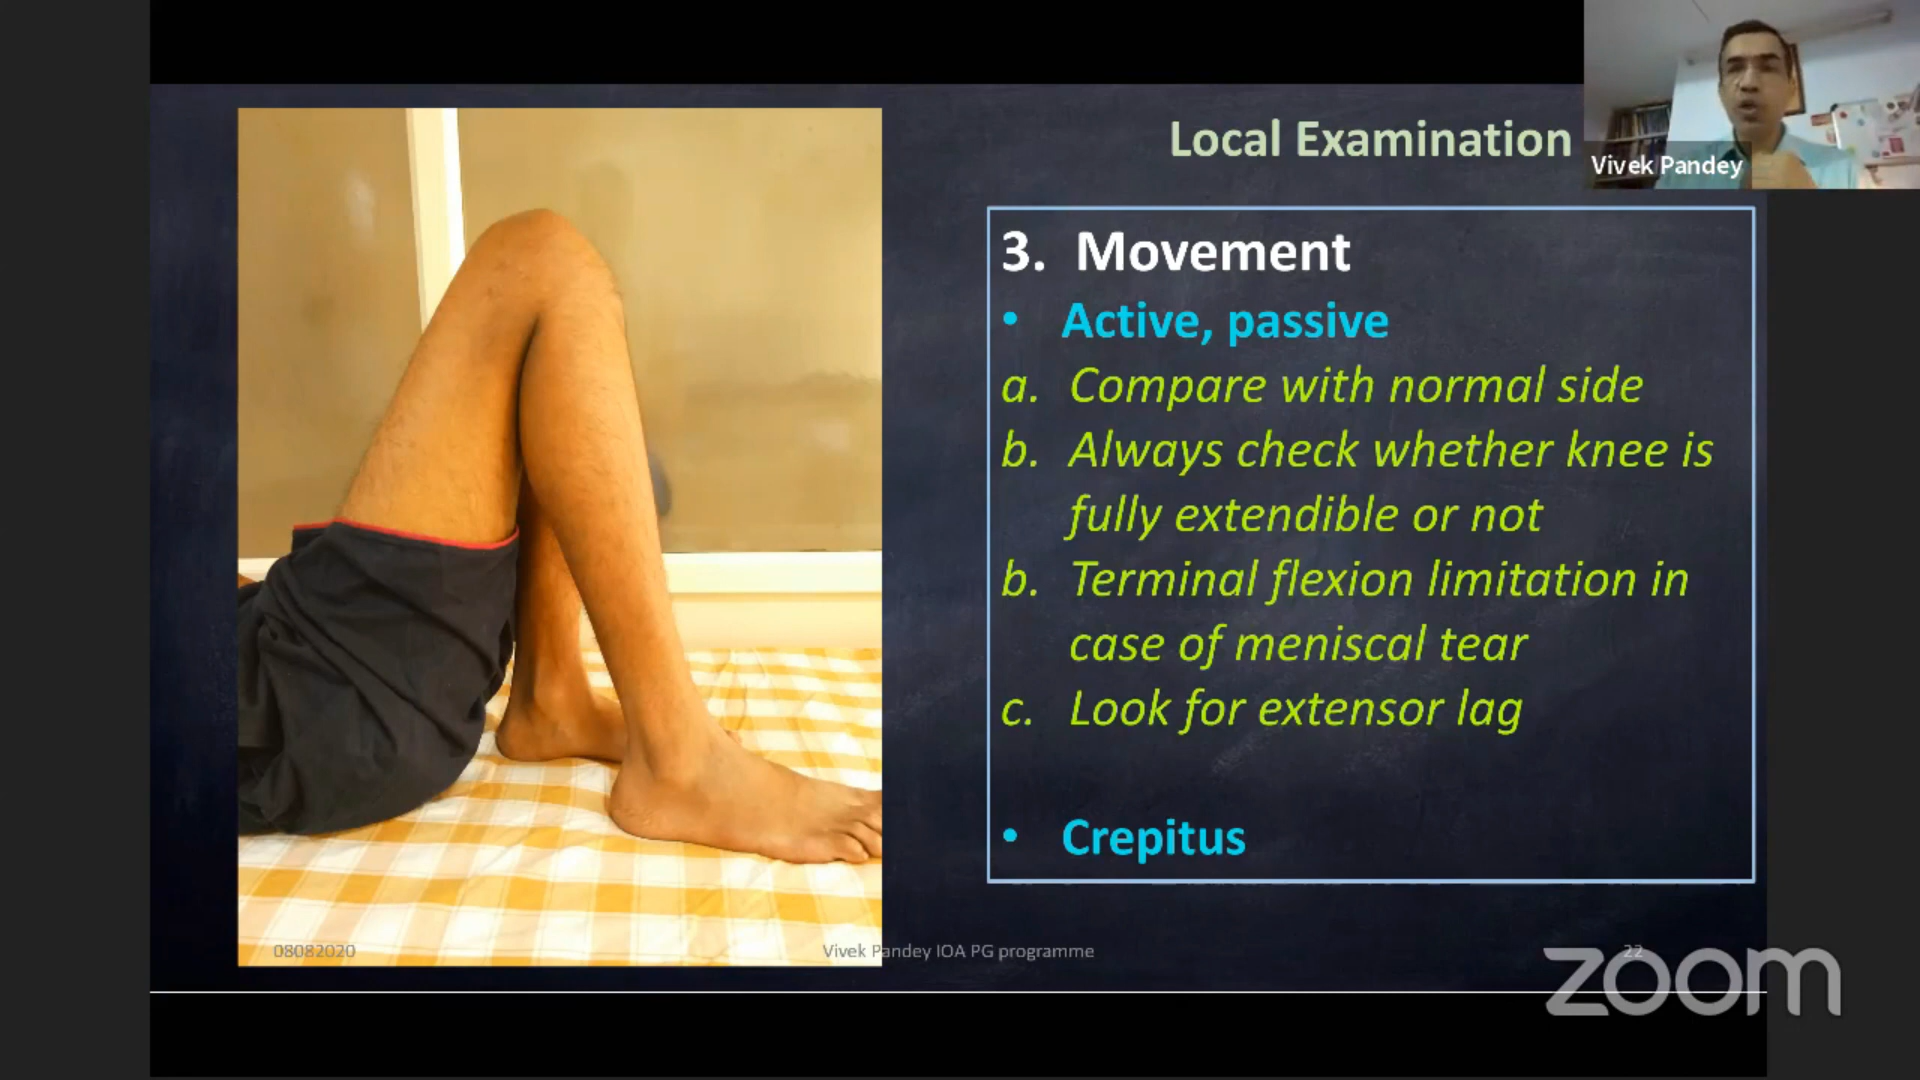 Local Examination
Vivek Pandey
3. Movement
• Active, passive
a. Compare with normal side
b. Always check whether knee is
fully extendible or not
b. Terminal flexion limitation in
case of meniscal tear
c. Look for extensor lag
• Crepitus
08082020
Vivek Pandey IOA PG programme
22
zoom